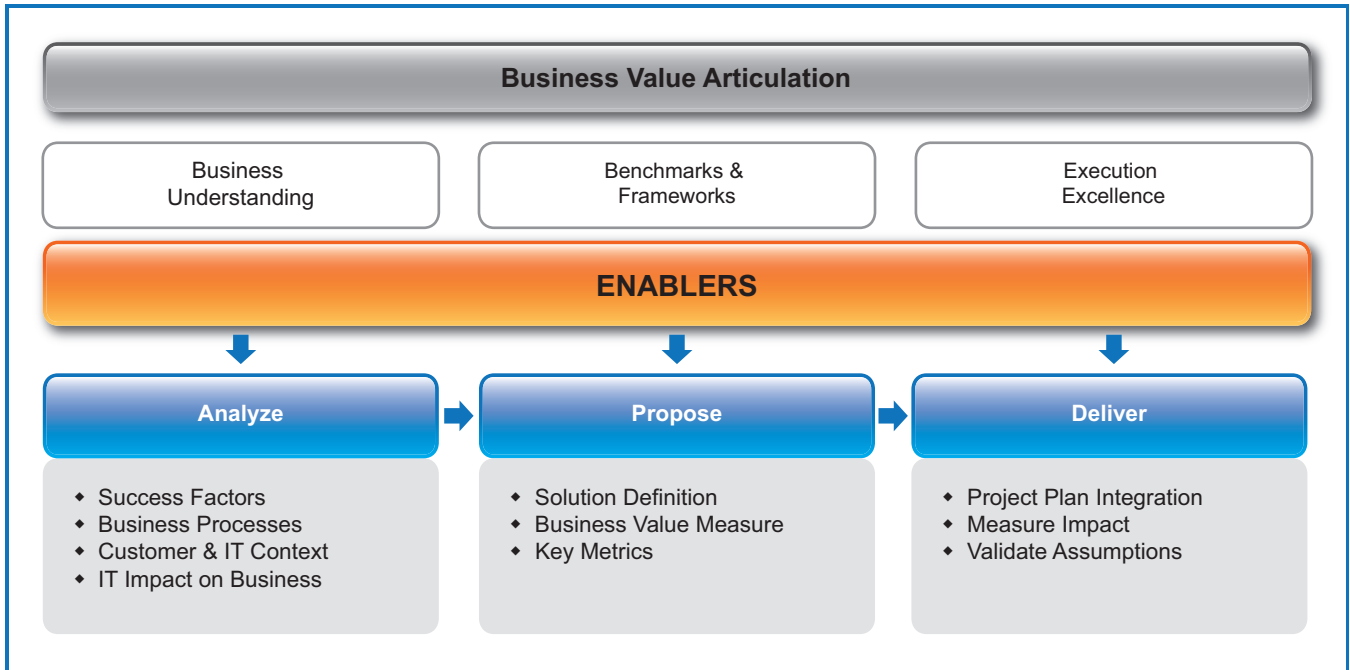 Business Value Articulation
Business
Understanding
Benchmarks &
Frameworks
Execution
Excellence
ENABLERS
Analyze
Propose
Deliver
Success Factors
Business Processes
Customer & IT Context
IT Impact on Business
Solution Definition
Business Value Measure
Key Metrics
Project Plan Integration
Measure Impact
Validate Assumptions